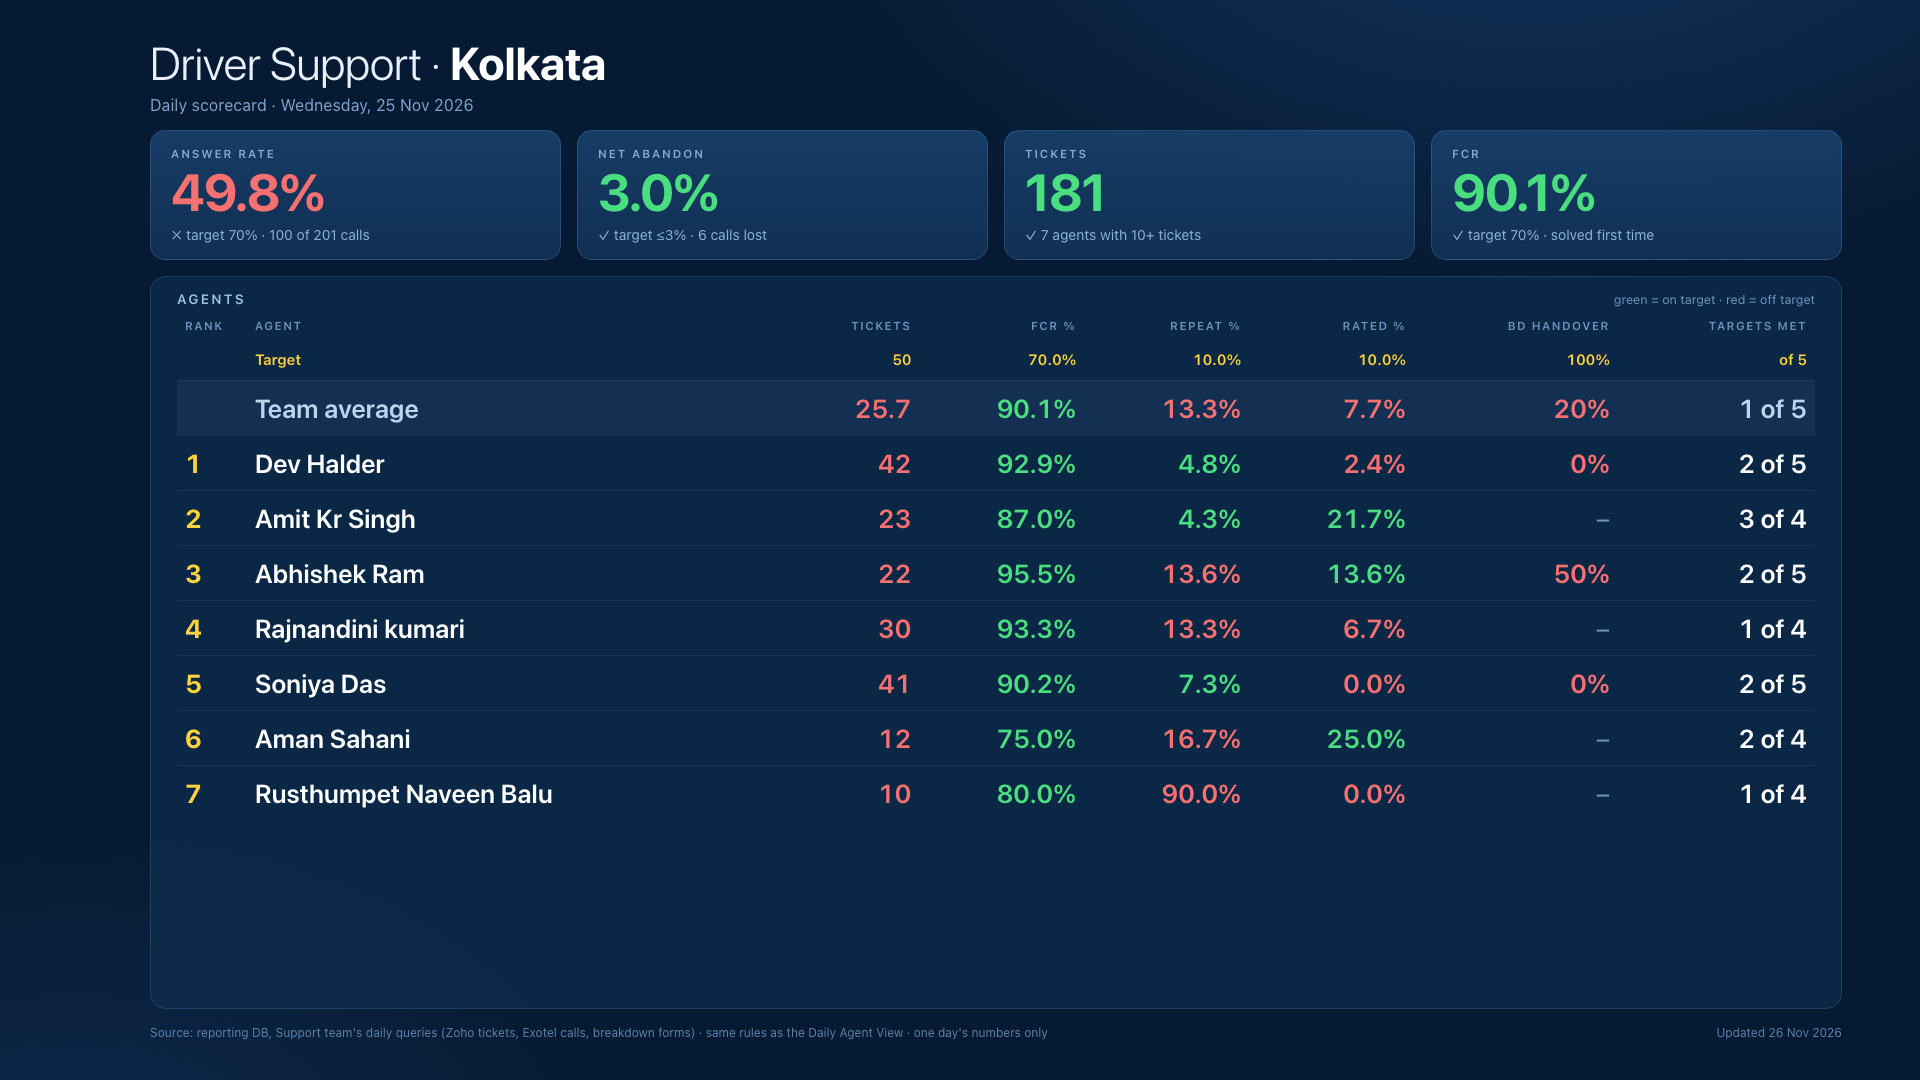 Driver Support · Kolkata
Daily scorecard · Wednesday, 25 Nov 2026
ANSWER RATE
49.8%
✕ target 70% · 100 of 201 calls
NET ABANDON
3.0%
✓ target ≤3% · 6 calls lost
TICKETS
181
✓ 7 agents with 10+ tickets
FCR
90.1%
✓ target 70% · solved first time
AGENTS green = on target · red = off target
RANK AGENT TICKETS FCR % REPEAT % RATED % BD HANDOVER TARGETS MET
Target 50 70.0% 10.0% 10.0% 100% of 5
Team average 25.7 90.1% 13.3% 7.7% 20% 1 of 5
1 Dev Halder 42 92.9% 4.8% 2.4% 0% 2 of 5
2 Amit Kr Singh 23 87.0% 4.3% 21.7% – 3 of 4
3 Abhishek Ram 22 95.5% 13.6% 13.6% 50% 2 of 5
4 Rajnandini kumari 30 93.3% 13.3% 6.7% – 1 of 4
5 Soniya Das 41 90.2% 7.3% 0.0% 0% 2 of 5
6 Aman Sahani 12 75.0% 16.7% 25.0% – 2 of 4
7 Rusthumpet Naveen Balu 10 80.0% 90.0% 0.0% – 1 of 4
Source: reporting DB, Support team's daily queries (Zoho tickets, Exotel calls, breakdown forms) · same rules as the Daily Agent View · one day's numbers only Updated 26 Nov 2026